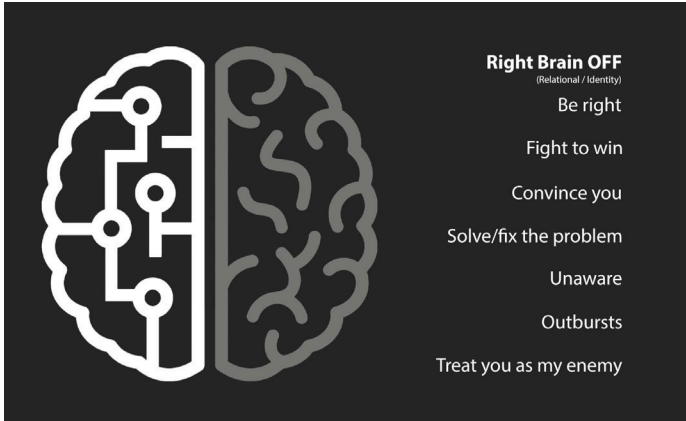 Right Brain OFF
(Relational / Identity)
Be right
Fight to win
Convince you
Solve/fix the problem
Unaware
Outbursts
Treat you as my enemy